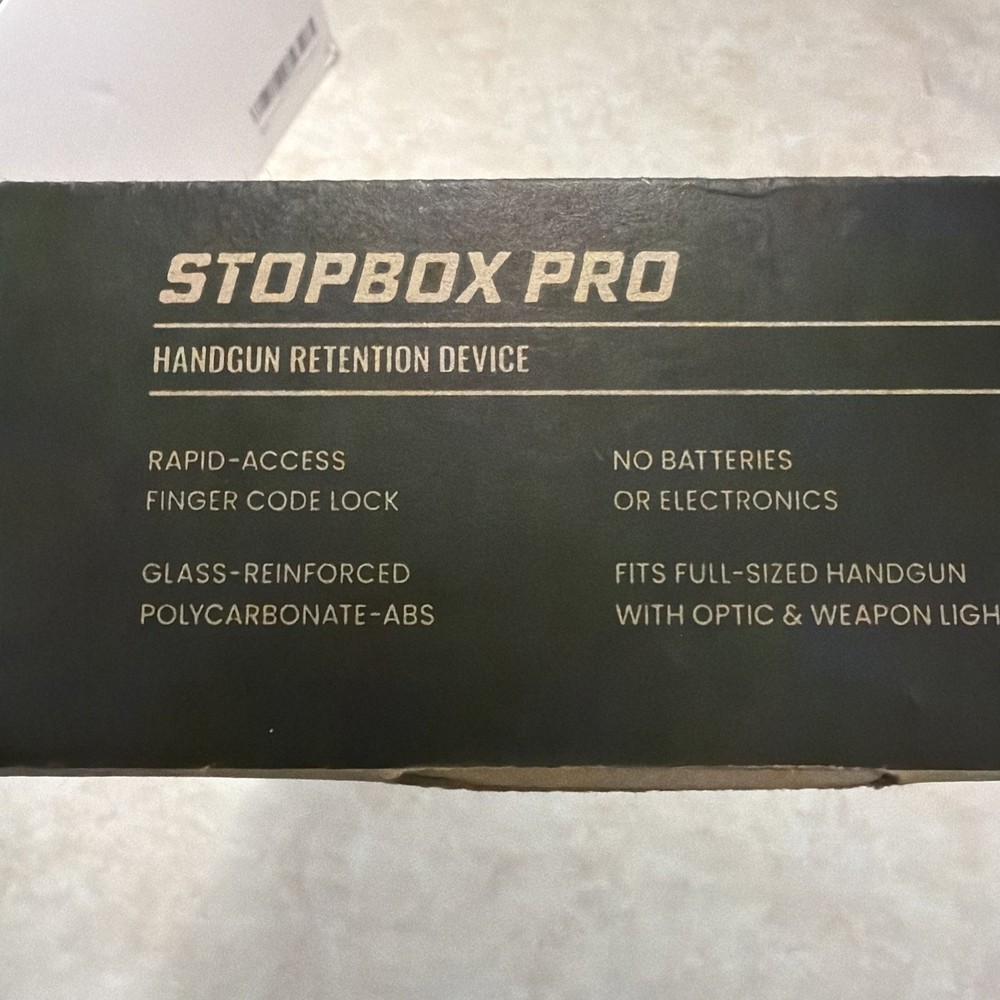 STOPBOX PRO
HANDGUN RETENTION DEVICE
RAPID-ACCESS
FINGER CODE LOCK
NO BATTERIES
OR ELECTRONICS
GLASS-REINFORCED
POLYCARBONATE-ABS
FITS FULL-SIZED HANDGUN
WITH OPTIC & WEAPON LIGH